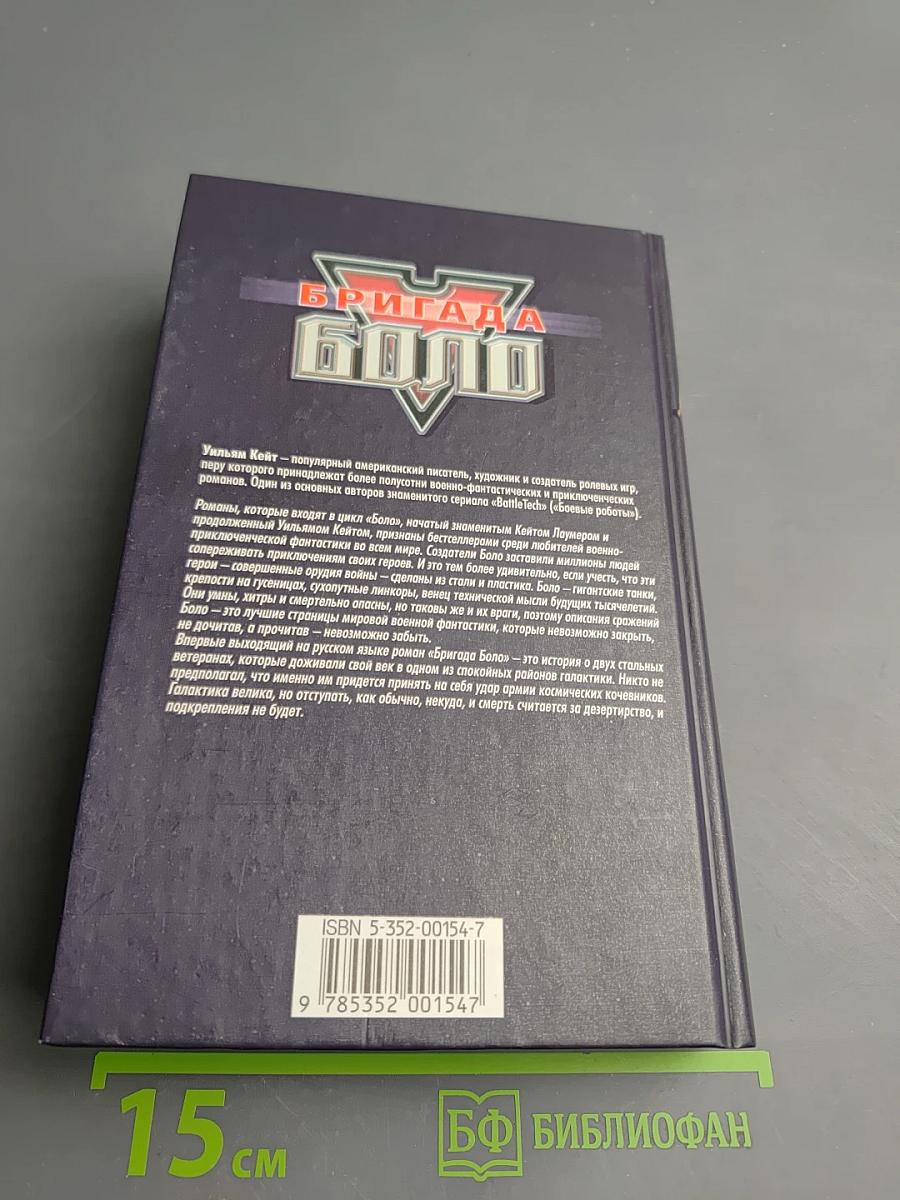 БРИГАДА
БОЛО
Уильям Кейт — популярный американский писатель, художник и создатель ролевых игр,
перу которого принадлежат более полусотни военно-фантастических и приключенческих
романов. Один из основных авторов знаменитого сериала «BattleTech» («Боевые роботы»).
Романы, которые входят в цикл «Боло», начатый знаменитым Кейтом Лаумером и
продолженный Уильямом Кейтом, признаны бестселлерами среди любителей военно-
приключенческой фантастики во всем мире. Создатели Боло заставили миллионы людей
сопереживать приключениям своих героев. И это тем более удивительно, если учесть, что эти
герои — совершенные орудия войны — сделаны из стали и пластика. Боло — гигантские танки,
крепости на гусеницах, сухопутные линкоры, венец технической мысли будущих тысячелетий.
Они умны, хитры и смертельно опасны, но таковы же и их враги, поэтому описания сражений
Боло — это лучшие страницы мировой военной фантастики, которые невозможно закрыть,
не дочитав, а прочитав — невозможно забыть.
Впервые выходящий на русском языке роман «Бригада Боло» — это история о двух стальных
ветеранах, которые доживали свой век в одном из спокойных районов галактики. Никто не
предполагал, что именно им придется принять на себя удар армии космических кочевников.
Галактика велика, но отступать, как обычно, некуда, и смерть считается за дезертирство, и
подкрепления не будет.
ISBN 5-352-00154-7
9 785352 001547
15 см
БФ БИБЛИОФАН